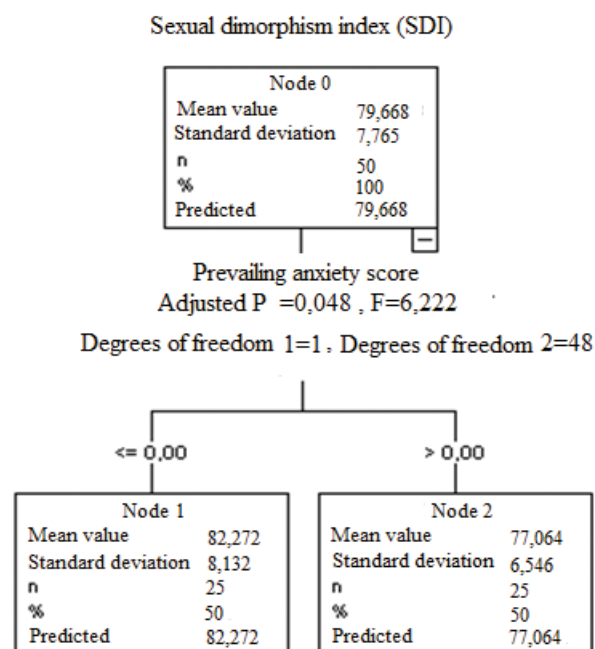 Sexual dimorphism index (SDI)
Node 0
Mean value 79,668
Standard deviation 7,765
n 50
% 100
Predicted 79,668
Prevailing anxiety score
Adjusted P =0,048 , F=6,222
Degrees of freedom 1=1, Degrees of freedom 2=48
<= 0,00
> 0,00
Node 1
Mean value 82,272
Standard deviation 8,132
n 25
% 50
Predicted 82,272
Node 2
Mean value 77,064
Standard deviation 6,546
n 25
% 50
Predicted 77,064